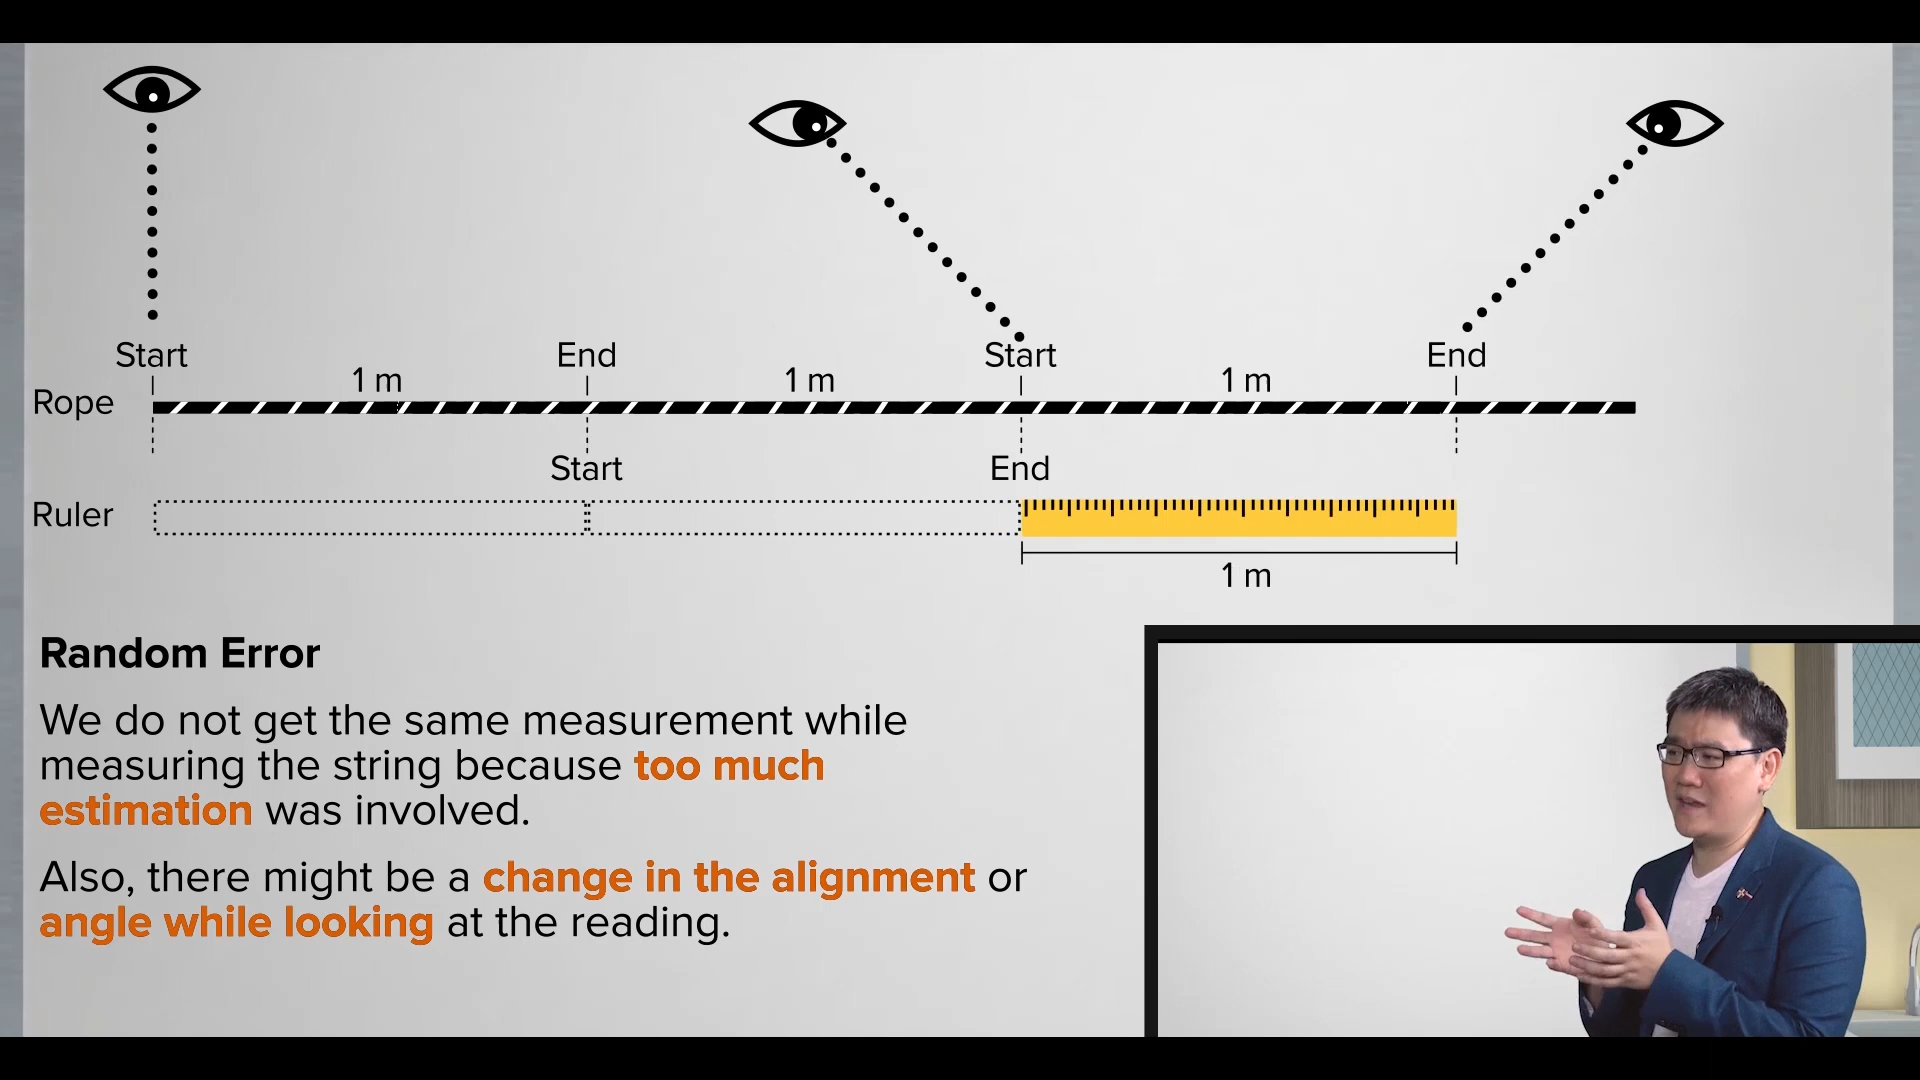 Start End Start End
1 m 1 m 1 m
Rope
Start End
Ruler
1 m
Random Error
We do not get the same measurement while
measuring the string because too much
estimation was involved.
Also, there might be a change in the alignment or
angle while looking at the reading.